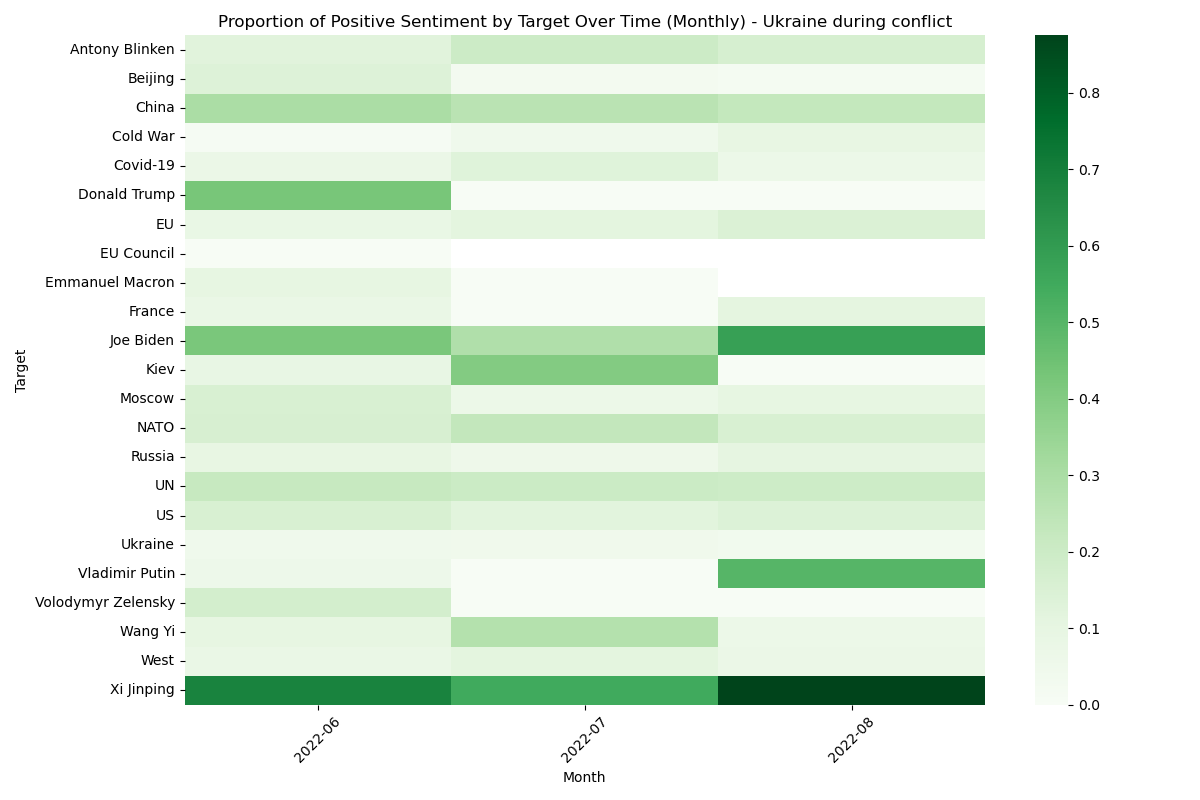 Proportion of Positive Sentiment by Target Over Time (Monthly) - Ukraine during conflict
Target
Antony Blinken
Beijing
China
Cold War
Covid-19
Donald Trump
EU
EU Council
Emmanuel Macron
France
Joe Biden
Kiev
Moscow
NATO
Russia
UN
US
Ukraine
Vladimir Putin
Volodymyr Zelensky
Wang Yi
West
Xi Jinping
2022-06
2022-07
2022-08
Month
0.8
0.7
0.6
0.5
0.4
0.3
0.2
0.1
0.0